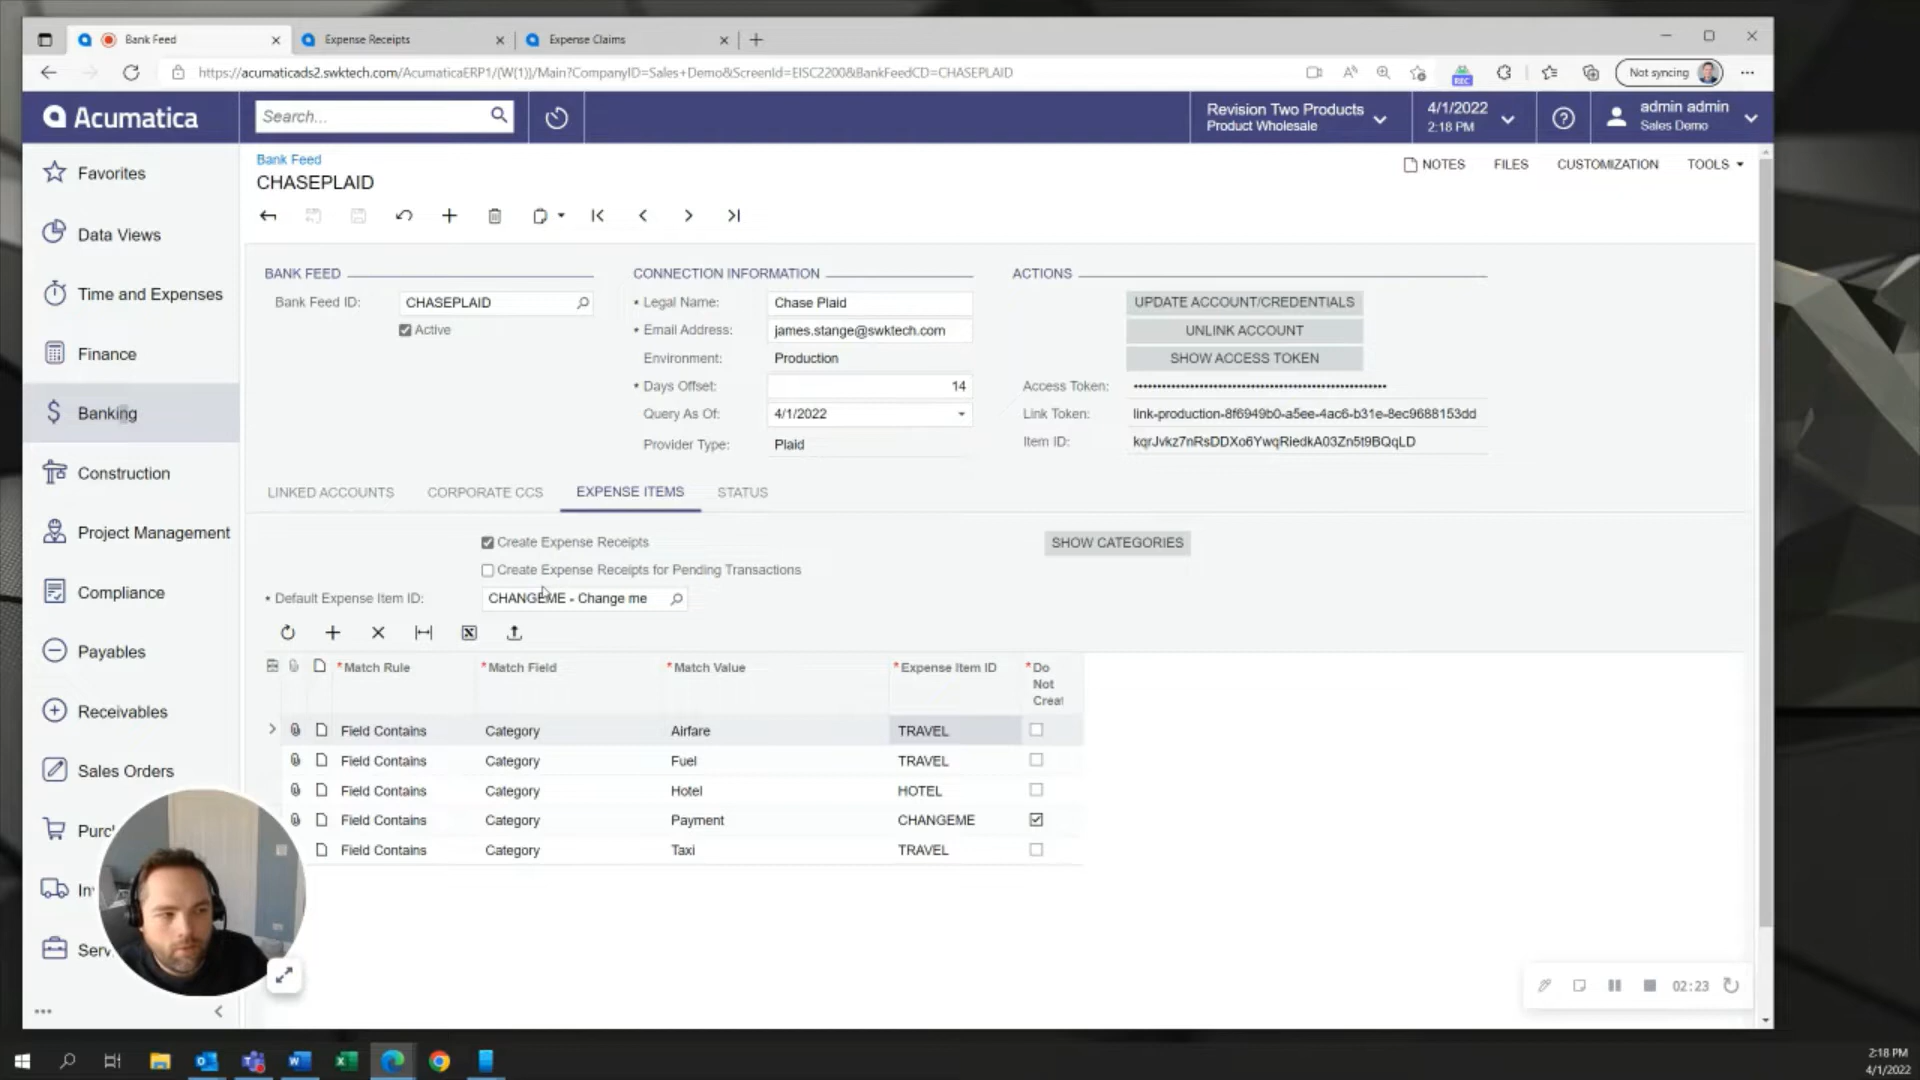 Bank Feed
Expense Receipts
Expense Claims
https://acumaticads2.swktech.com/AcumaticaERP1/(W(1))/Main?CompanyID=Sales+Demo&ScreenId=EISC2200&BankFeedCD=CHASEPLAID
REC
Not syncing
Acumatica
Search...
Revision Two Products
Product Wholesale
4/1/2022
2:18 PM
admin admin
Sales Demo
Favorites
Data Views
Time and Expenses
Finance
Banking
Construction
Project Management
Compliance
Payables
Receivables
Sales Orders
Purc
In
Serv
Bank Feed
CHASEPLAID
NOTES
FILES
CUSTOMIZATION
TOOLS
BANK FEED
Bank Feed ID: CHASEPLAID
Active
CONNECTION INFORMATION
• Legal Name: Chase Plaid
• Email Address: james.stange@swktech.com
Environment: Production
• Days Offset: 14
Query As Of: 4/1/2022
Provider Type: Plaid
ACTIONS
UPDATE ACCOUNT/CREDENTIALS
UNLINK ACCOUNT
SHOW ACCESS TOKEN
Access Token:
Link Token: link-production-8f6949b0-a5ee-4ac6-b31e-8ec9688153dd
Item ID: kqrJvkz7nRsDDXo6YwqRiedkA03Zn5t9BQqLD
LINKED ACCOUNTS
CORPORATE CCS
EXPENSE ITEMS
STATUS
Create Expense Receipts
SHOW CATEGORIES
Create Expense Receipts for Pending Transactions
• Default Expense Item ID: CHANGEME - Change me
*Match Rule *Match Field *Match Value *Expense Item ID *Do Not Creat
Field Contains Category Airfare TRAVEL
Field Contains Category Fuel TRAVEL
Field Contains Category Hotel HOTEL
Field Contains Category Payment CHANGEME
Field Contains Category Taxi TRAVEL
02:23
2:18 PM
4/1/2022